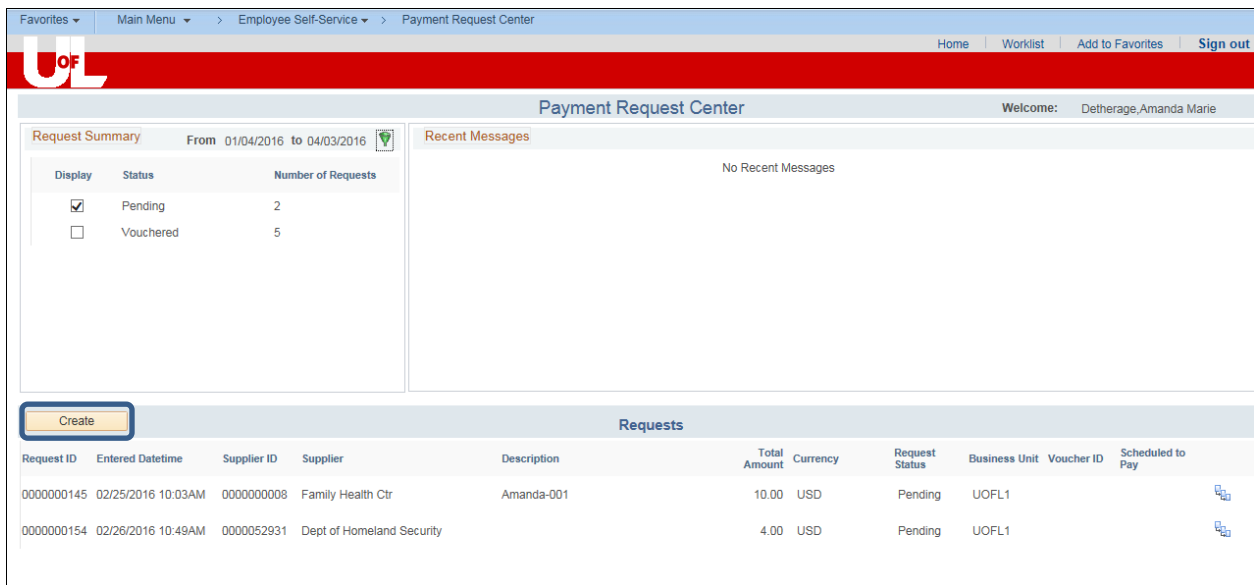 Favorites Main Menu > Employee Self-Service > Payment Request Center
Home Worklist Add to Favorites Sign out
UOFL
Payment Request Center Welcome: Detherage,Amanda Marie
Request Summary From 01/04/2016 to 04/03/2016 Recent Messages
No Recent Messages
Display Status Number of Requests
Pending 2
Vouchered 5
Create Requests
Request ID Entered Datetime Supplier ID Supplier Description Total Amount Currency Request Status Business Unit Voucher ID Scheduled to Pay
0000000145 02/25/2016 10:03AM 0000000008 Family Health Ctr Amanda-001 10.00 USD Pending UOFL1
0000000154 02/26/2016 10:49AM 0000052931 Dept of Homeland Security 4.00 USD Pending UOFL1